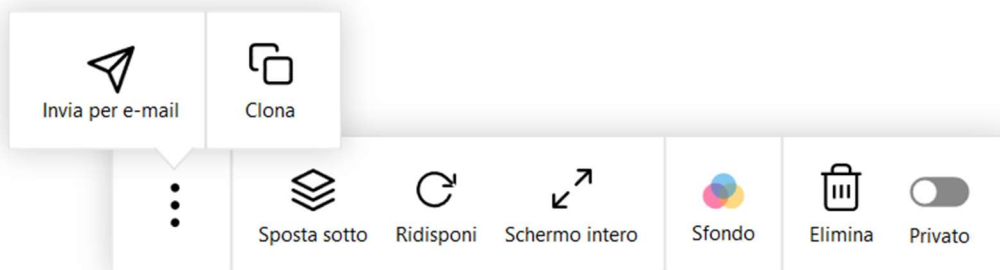 Invia per e-mail
Clona
Sposta sotto
Ridisponi
Schermo intero
Sfondo
Elimina
Privato